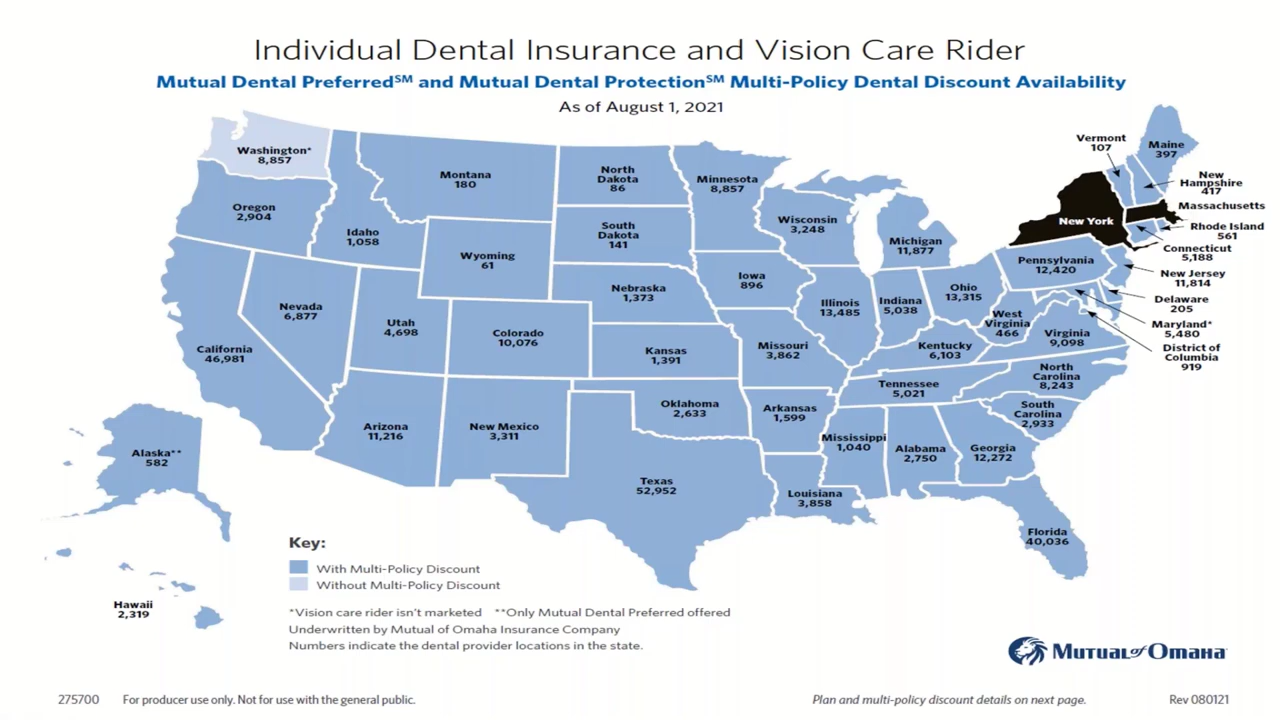 Individual Dental Insurance and Vision Care Rider
Mutual Dental Preferred℠ and Mutual Dental Protection℠ Multi-Policy Dental Discount Availability
As of August 1, 2021
Washington*
8,857
Oregon
2,904
Idaho
1,058
Montana
180
Wyoming
61
North
Dakota
86
South
Dakota
141
Nebraska
1,373
Kansas
1,391
Minnesota
8,857
Iowa
896
Missouri
3,862
Wisconsin
3,248
Illinois
13,485
Michigan
11,877
Indiana
5,038
Ohio
13,315
Kentucky
6,103
West
Virginia
466
Virginia
9,098
Pennsylvania
12,420
New York
Vermont
107
Maine
397
New
Hampshire
417
Massachusetts
Rhode Island
561
Connecticut
5,188
New Jersey
11,814
Delaware
205
Maryland*
5,480
District of
Columbia
919
California
46,981
Nevada
6,877
Utah
4,698
Colorado
10,076
Arizona
11,216
New Mexico
3,311
Oklahoma
2,633
Texas
52,952
Arkansas
1,599
Louisiana
3,858
Tennessee
5,021
Mississippi
1,040
Alabama
2,750
Georgia
12,272
North
Carolina
8,243
South
Carolina
2,933
Florida
40,036
Alaska**
582
Hawaii
2,319
Key:
With Multi-Policy Discount
Without Multi-Policy Discount
*Vision care rider isn't marketed **Only Mutual Dental Preferred offered
Underwritten by Mutual of Omaha Insurance Company
Numbers indicate the dental provider locations in the state.
Mutual of Omaha
275700 For producer use only. Not for use with the general public. Plan and multi-policy discount details on next page. Rev 080121